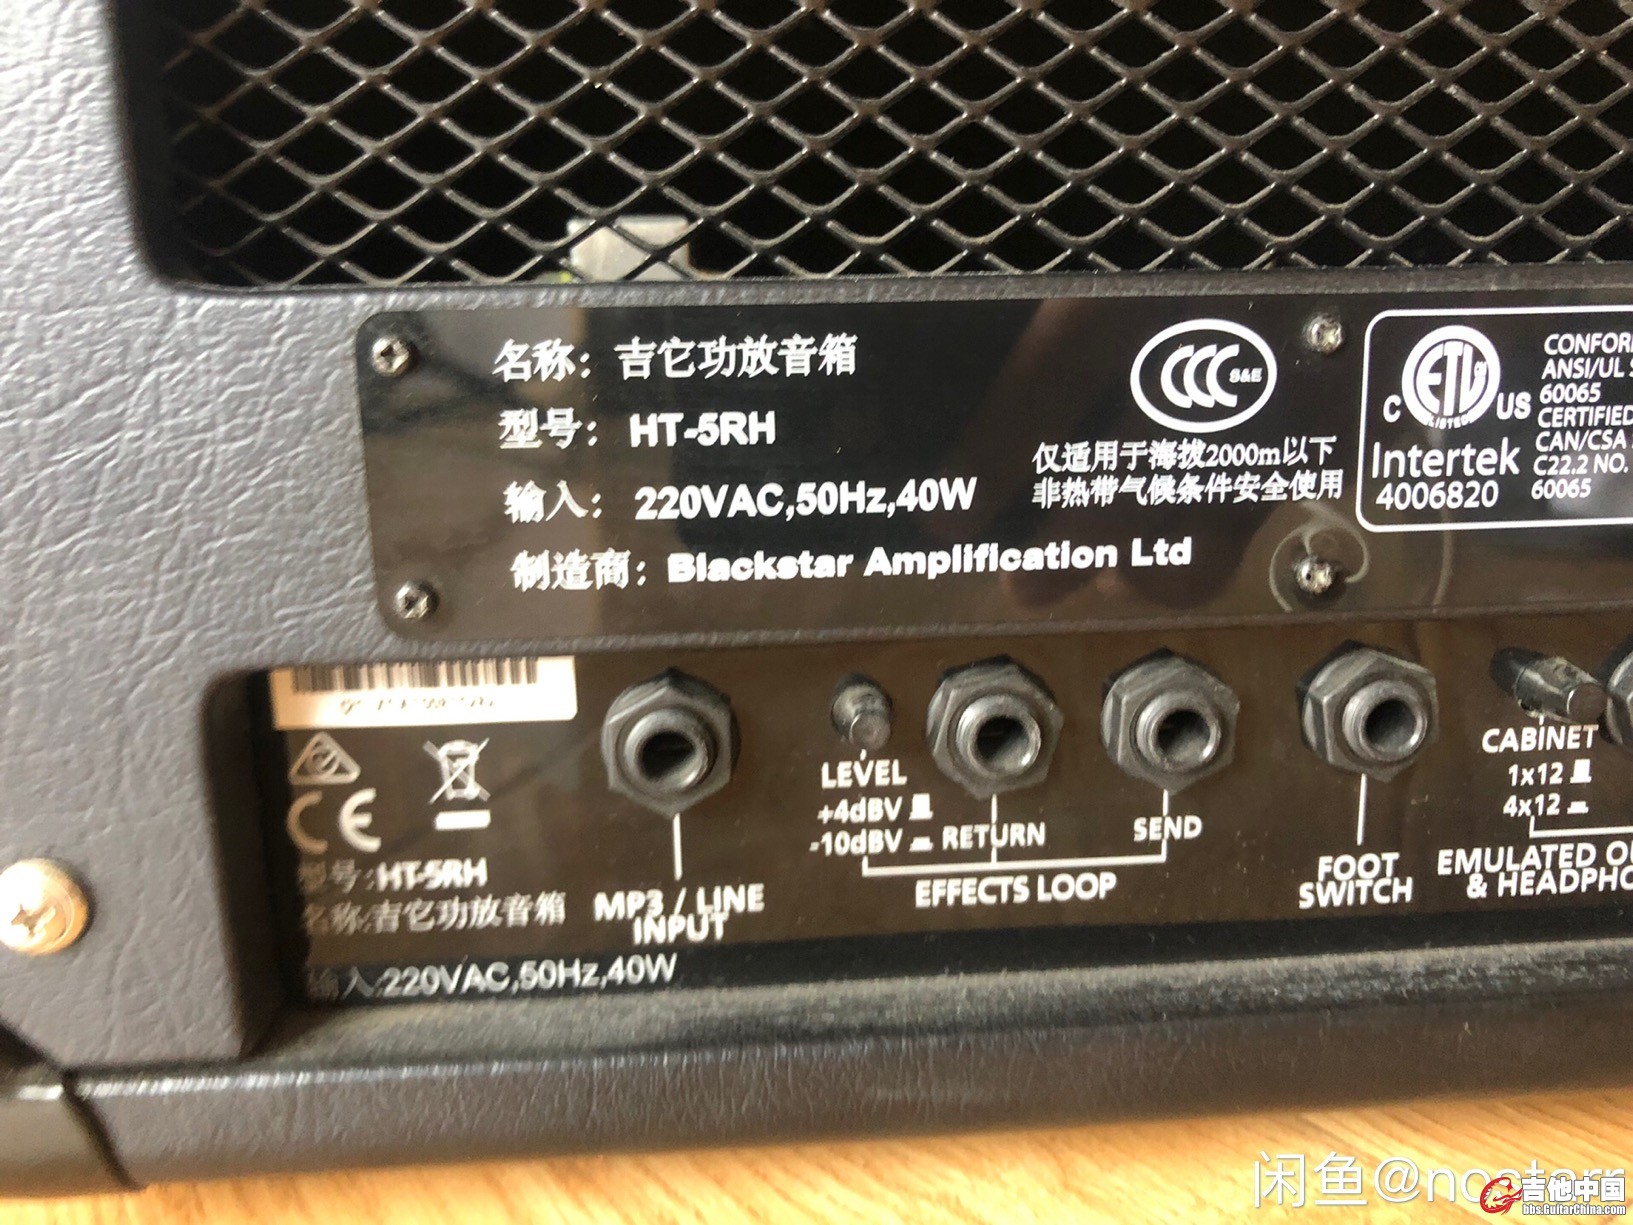 名称：吉它功放音箱
型号：HT-5RH
输入：220VAC,50Hz,40W
制造商：Blackstar Amplification Ltd
CCC S&E
仅适用于海拔2000m以下
非热带气候条件安全使用
C ETL US
LISTED
Intertek
4006820
ANSI/UL
60065
CERTIFIED
CAN/CSA
C22.2 NO.
60065
CE
型号:HT-5RH
名称:吉它功放音箱
输入:220VAC,50Hz,40W
MP3 / LINE
INPUT
LEVEL
+4dBV
-10dBV
RETURN
SEND
EFFECTS LOOP
FOOT
SWITCH
CABINET
1x12
4x12
EMULATED
&
闲鱼@nostarr
吉他中国
bbs.GuitarChina.com